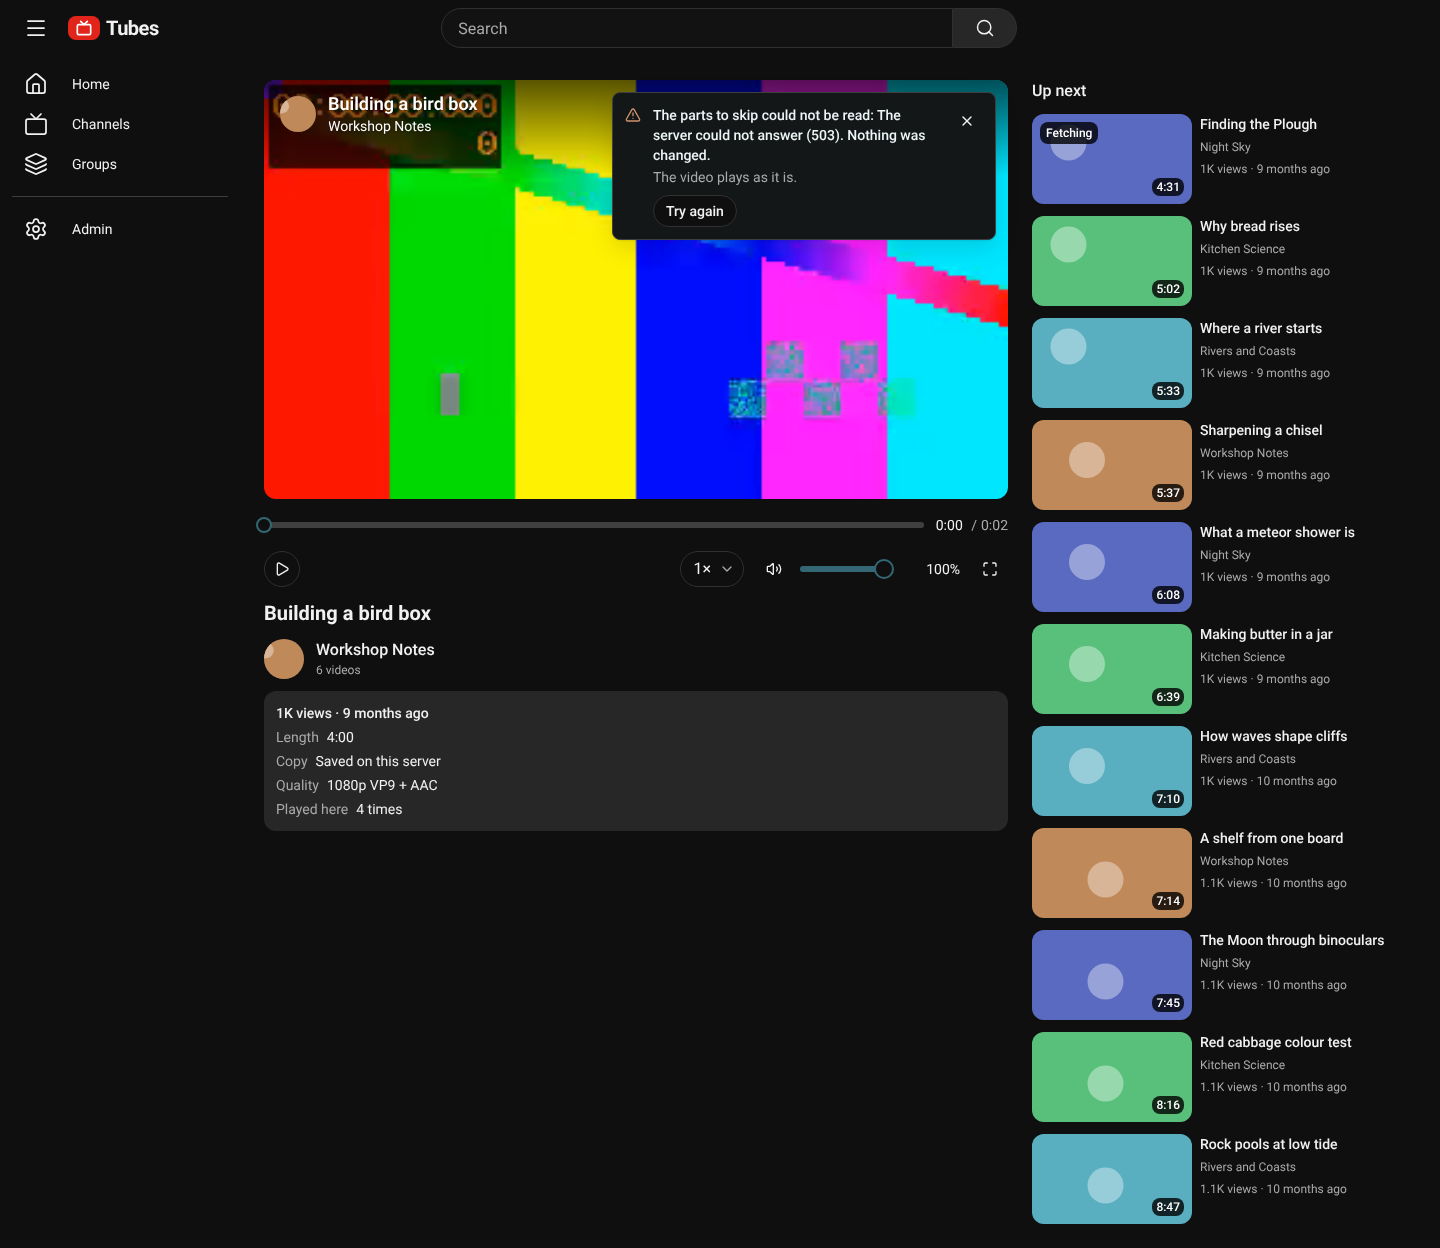 Tubes
Search
Home
Channels
Groups
Admin
Building a bird box
Workshop Notes
0
The parts to skip could not be read: The
server could not answer (503). Nothing was
changed.
The video plays as it is.
Try again
0:00 / 0:02
1×
100%
Building a bird box
Workshop Notes
6 videos
1K views · 9 months ago
Length 4:00
Copy Saved on this server
Quality 1080p VP9 + AAC
Played here 4 times
Up next
Fetching
4:31
Finding the Plough
Night Sky
1K views · 9 months ago
5:02
Why bread rises
Kitchen Science
1K views · 9 months ago
5:33
Where a river starts
Rivers and Coasts
1K views · 9 months ago
5:37
Sharpening a chisel
Workshop Notes
1K views · 9 months ago
6:08
What a meteor shower is
Night Sky
1K views · 9 months ago
6:39
Making butter in a jar
Kitchen Science
1K views · 9 months ago
7:10
How waves shape cliffs
Rivers and Coasts
1K views · 10 months ago
7:14
A shelf from one board
Workshop Notes
1.1K views · 10 months ago
7:45
The Moon through binoculars
Night Sky
1.1K views · 10 months ago
8:16
Red cabbage colour test
Kitchen Science
1.1K views · 10 months ago
8:47
Rock pools at low tide
Rivers and Coasts
1.1K views · 10 months ago